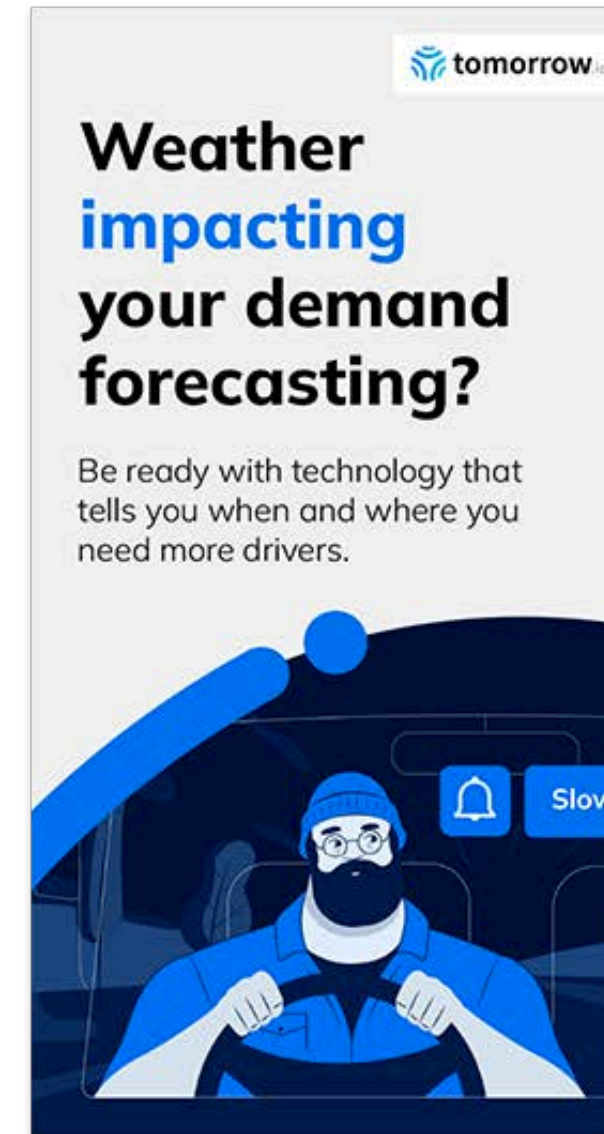 tomorrow.io
Weather
impacting
your demand
forecasting?
Be ready with technology that
tells you when and where you
need more drivers.